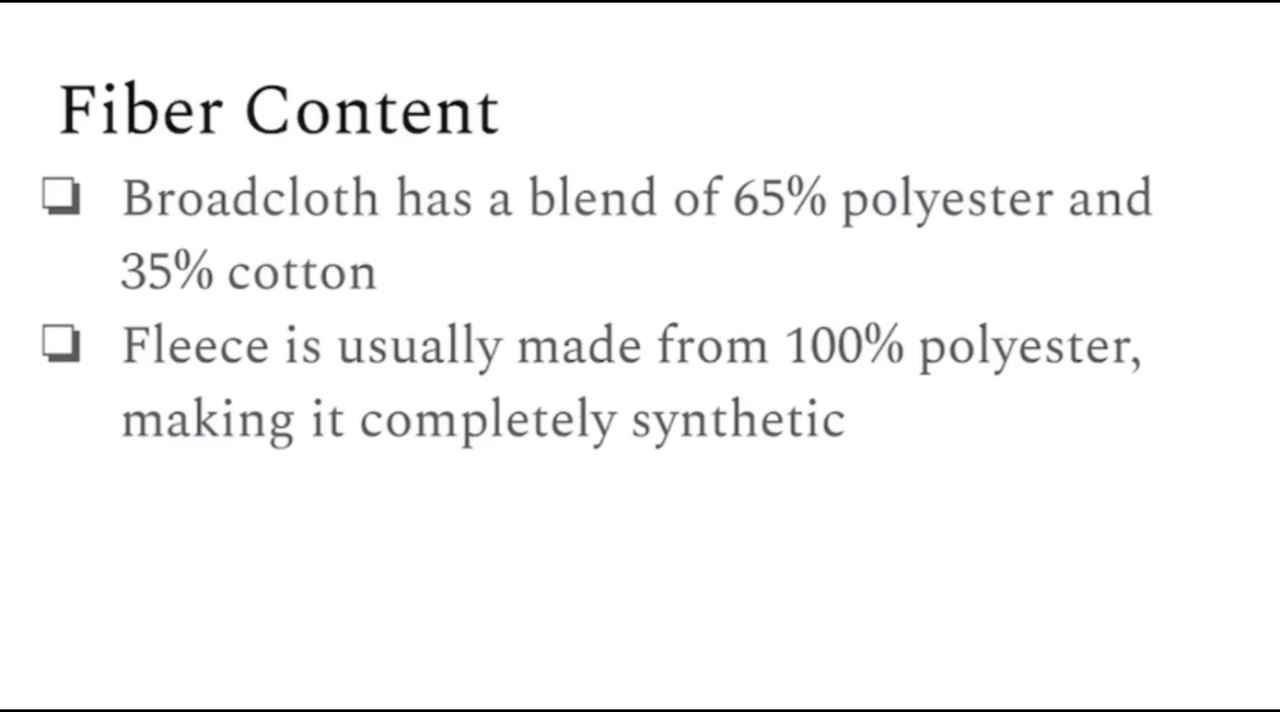 Fiber Content
Broadcloth has a blend of 65% polyester and
35% cotton
Fleece is usually made from 100% polyester,
making it completely synthetic